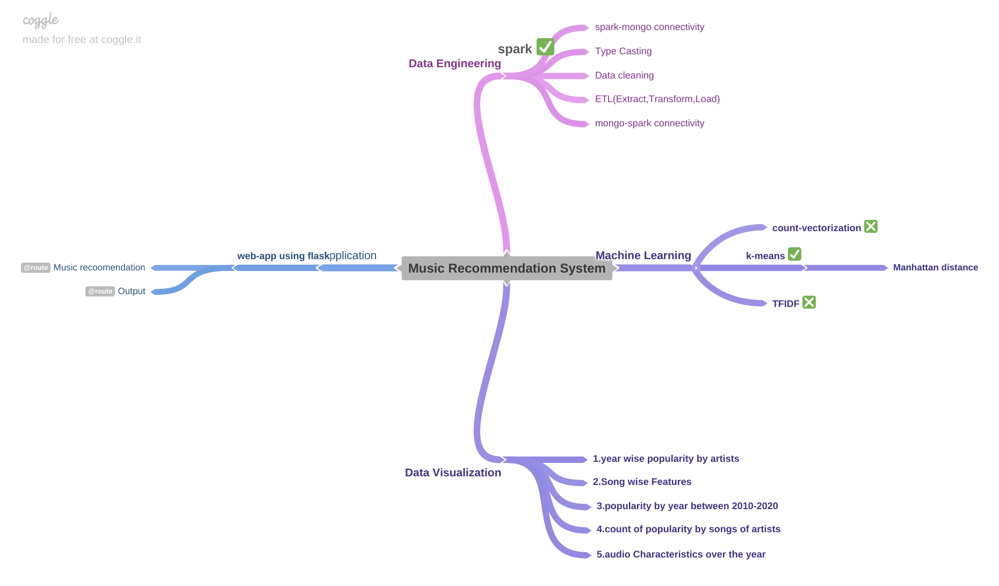 coggle
made for free at coggle.it
spark ✅
Data Engineering
spark-mongo connectivity
Type Casting
Data cleaning
ETL(Extract,Transform,Load)
mongo-spark connectivity
Music Recommendation System
Machine Learning
count-vectorization ❎
k-means ✅
Manhattan distance
TFIDF ❎
web-app using flask
@route Music recoomendation
@route Output
Data Visualization
1.year wise popularity by artists
2.Song wise Features
3.popularity by year between 2010-2020
4.count of popularity by songs of artists
5.audio Characteristics over the year